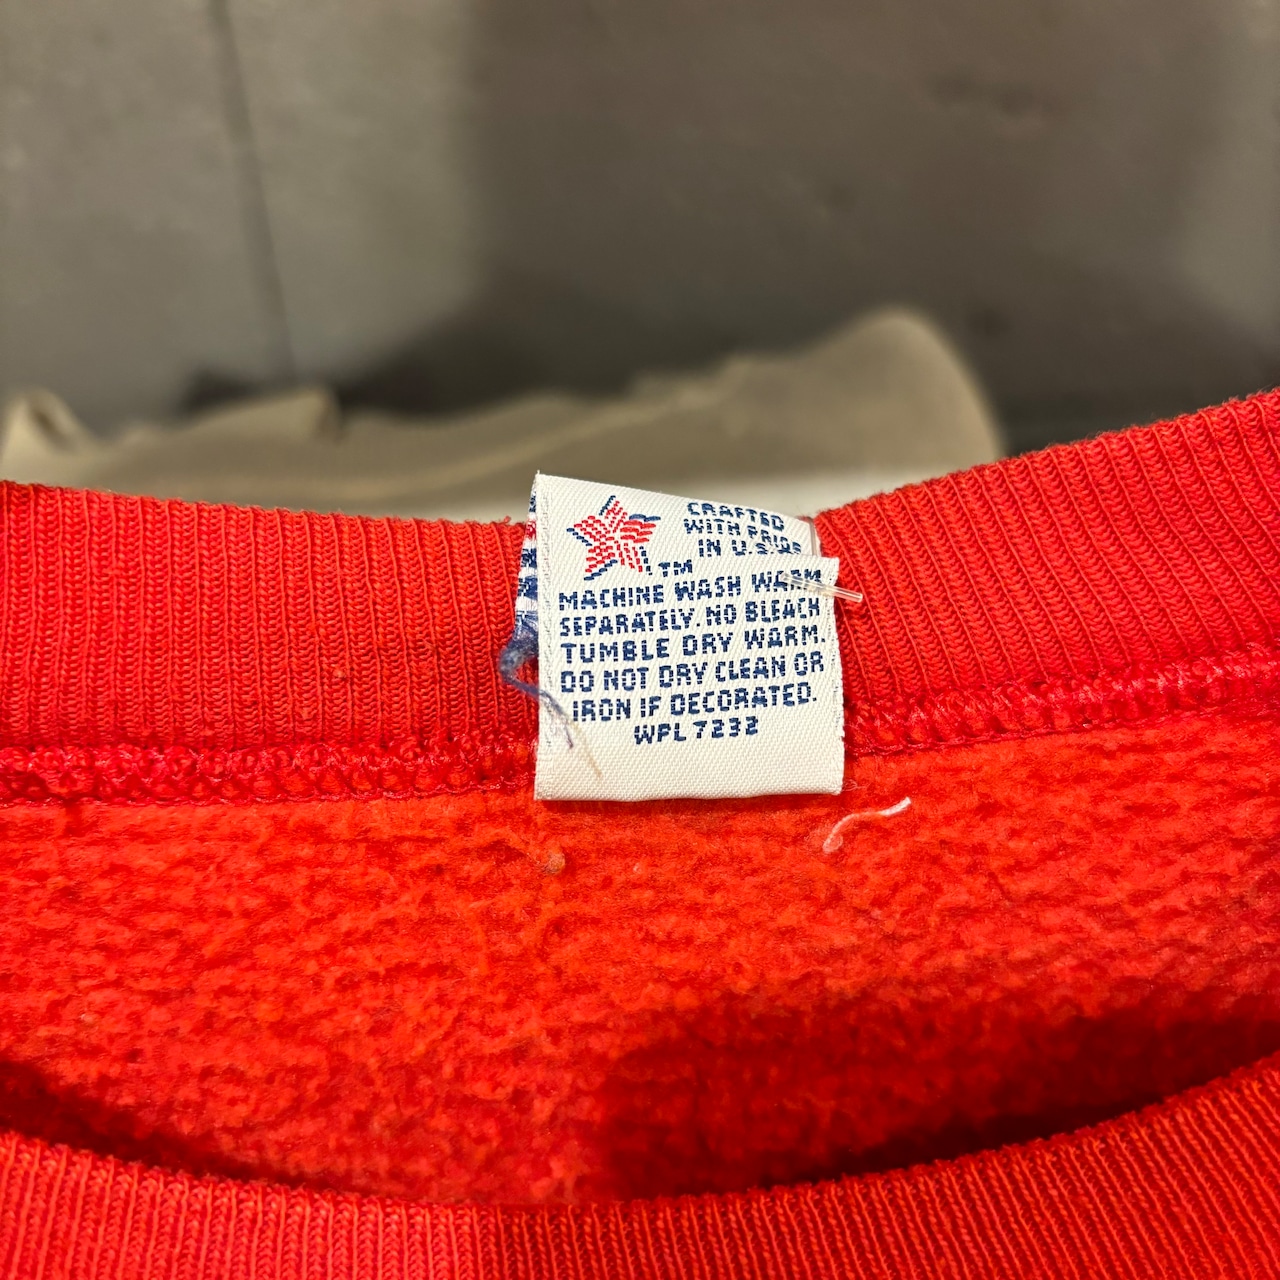 CRAFTED
WITH PRIDE
IN U.S.A.
TM
MACHINE WASH WARM
SEPARATELY. NO BLEACH
TUMBLE DRY WARM.
DO NOT DRY CLEAN OR
IRON IF DECORATED.
WPL 7232